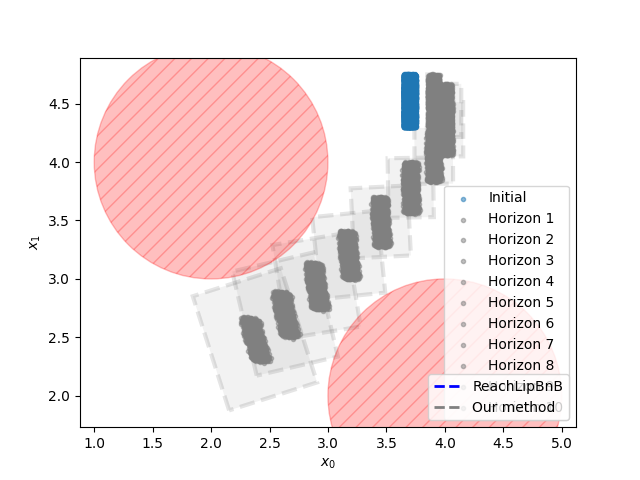 4.5
4.0
3.5
3.0
2.5
2.0
x₁
1.0 1.5 2.0 2.5 3.0 3.5 4.0 4.5 5.0
x₀
Initial
Horizon 1
Horizon 2
Horizon 3
Horizon 4
Horizon 5
Horizon 6
Horizon 7
Horizon 8
ReachLipBnB
Our method